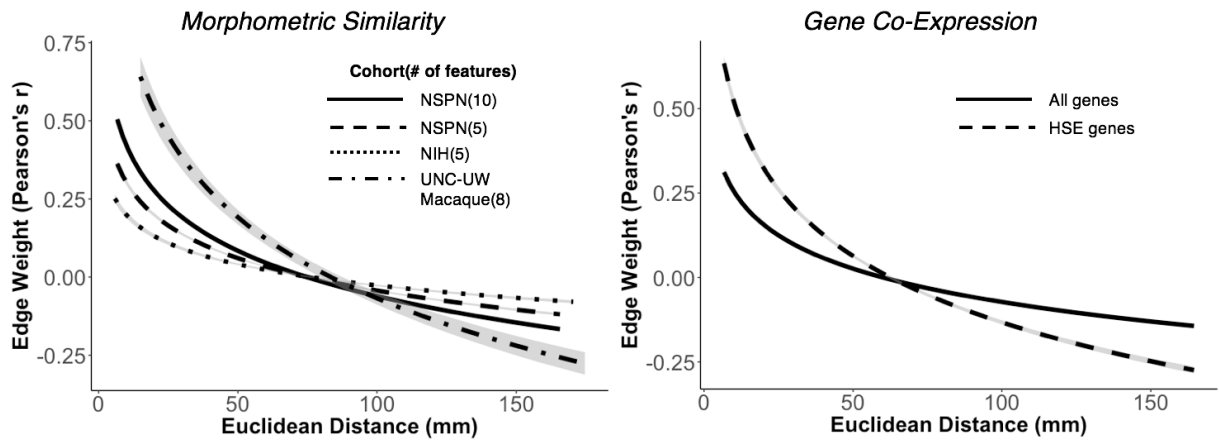 Morphometric Similarity
0.75
0.50
0.25
0.00
-0.25
Edge Weight (Pearson's r)
Cohort(# of features)
NSPN(10)
NSPN(5)
NIH(5)
UNC-UW
Macaque(8)
0 50 100 150
Euclidean Distance (mm)
Gene Co-Expression
0.50
0.25
0.00
-0.25
Edge Weight (Pearson's r)
All genes
HSE genes
0 50 100 150
Euclidean Distance (mm)